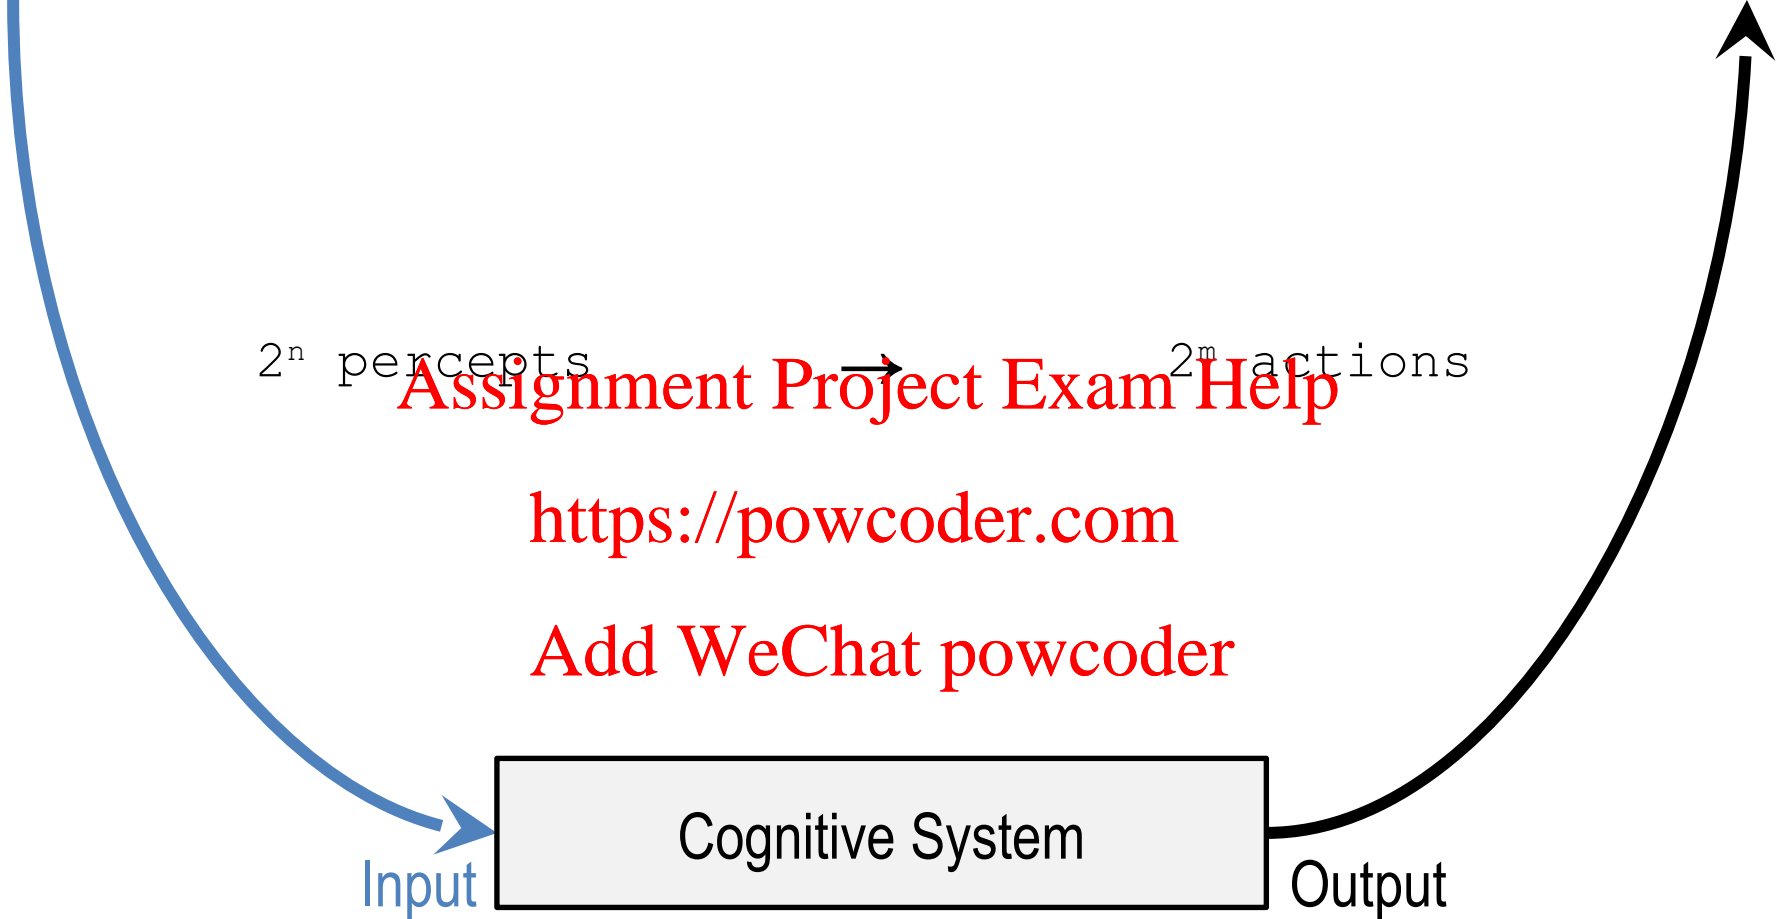 2ⁿ percepts → 2ᵐ actions
Assignment Project Exam Help
https://powcoder.com
Add WeChat powcoder
Cognitive System
Input
Output